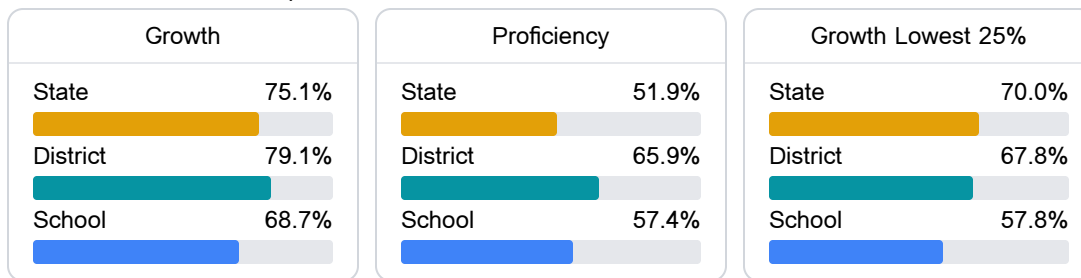 Growth
State 75.1%
District 79.1%
School 68.7%
Proficiency
State 51.9%
District 65.9%
School 57.4%
Growth Lowest 25%
State 70.0%
District 67.8%
School 57.8%